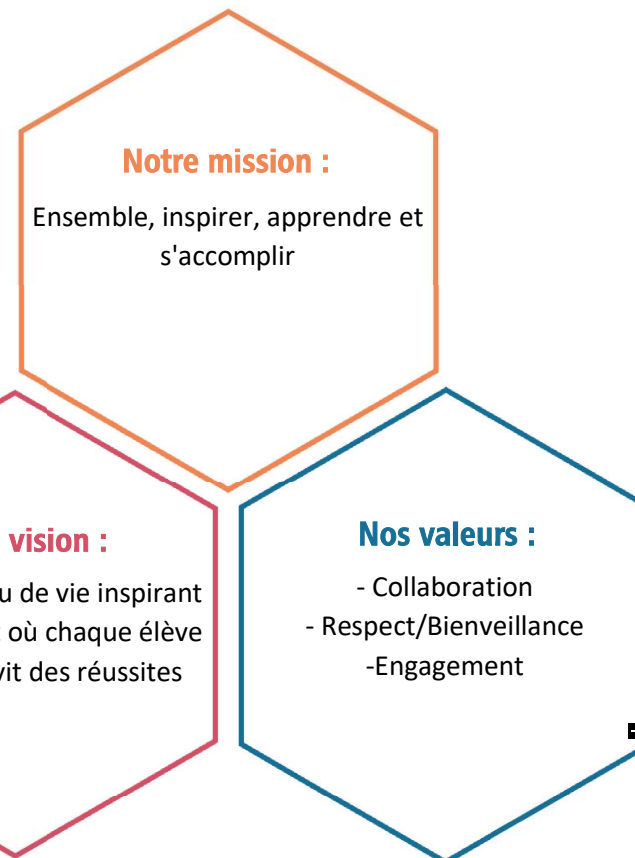 Notre mission :
Ensemble, inspirer, apprendre et
s'accomplir
vision :
de vie inspirant
où chaque élève
vit des réussites
Nos valeurs :
- Collaboration
- Respect/Bienveillance
-Engagement